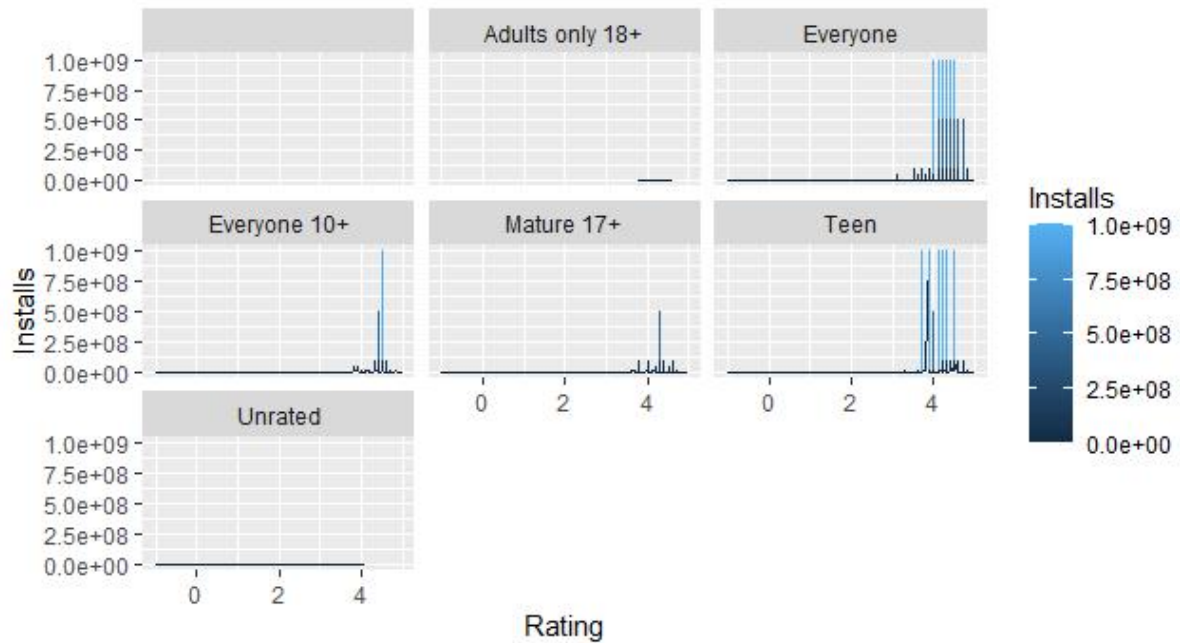 Adults only 18+
Everyone
1.0e+09
7.5e+08
5.0e+08
2.5e+08
0.0e+00
Everyone 10+
Mature 17+
Teen
1.0e+09
7.5e+08
5.0e+08
2.5e+08
0.0e+00
0 2 4
0 2 4
Unrated
1.0e+09
7.5e+08
5.0e+08
2.5e+08
0.0e+00
0 2 4
Installs
Rating
Installs
1.0e+09
7.5e+08
5.0e+08
2.5e+08
0.0e+00